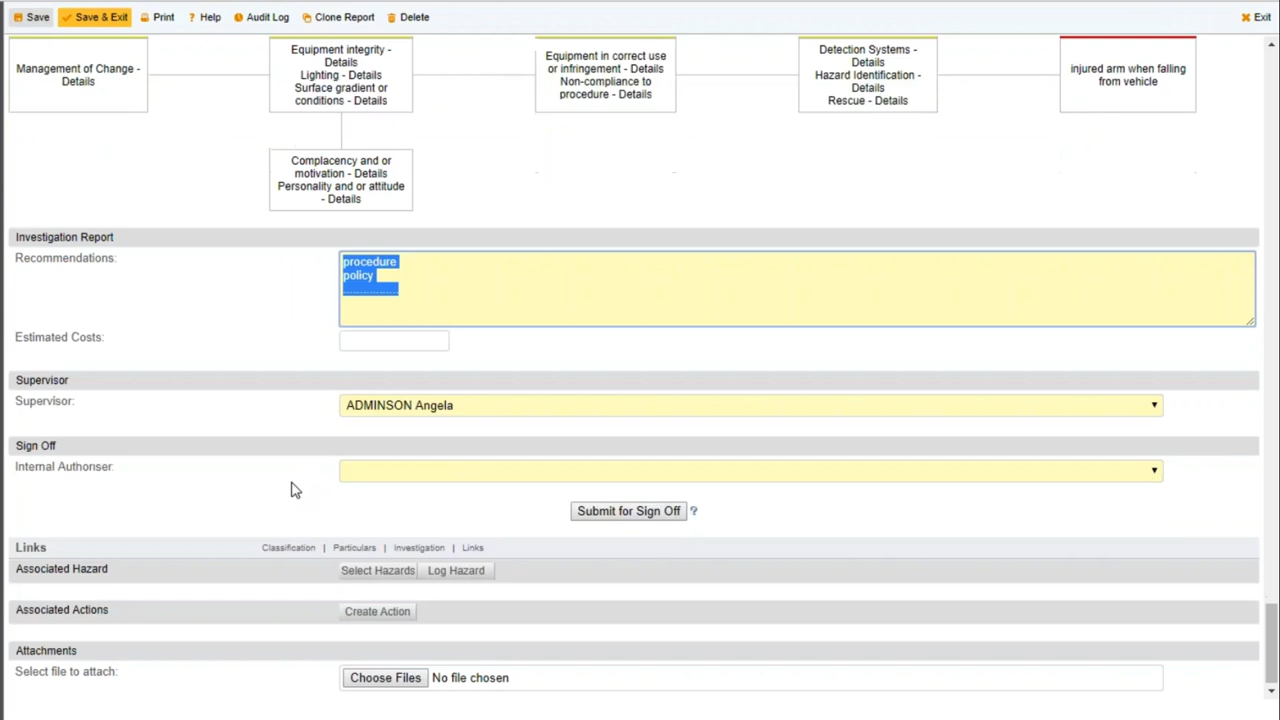 Save Save & Exit Print ? Help Audit Log Clone Report Delete Exit
Management of Change -
Details
Equipment integrity -
Details
Lighting - Details
Surface gradient or
conditions - Details
Equipment in correct use
or infringement - Details
Non-compliance to
procedure - Details
Detection Systems -
Details
Hazard Identification -
Details
Rescue - Details
injured arm when falling
from vehicle
Complacency and or
motivation - Details
Personality and or attitude
- Details
Investigation Report
Recommendations:
procedure
policy
..................
Estimated Costs:
Supervisor
Supervisor: ADMINSON Angela
Sign Off
Internal Authoriser:
Submit for Sign Off ?
Links Classification | Particulars | Investigation | Links
Associated Hazard Select Hazards Log Hazard
Associated Actions Create Action
Attachments
Select file to attach: Choose Files No file chosen